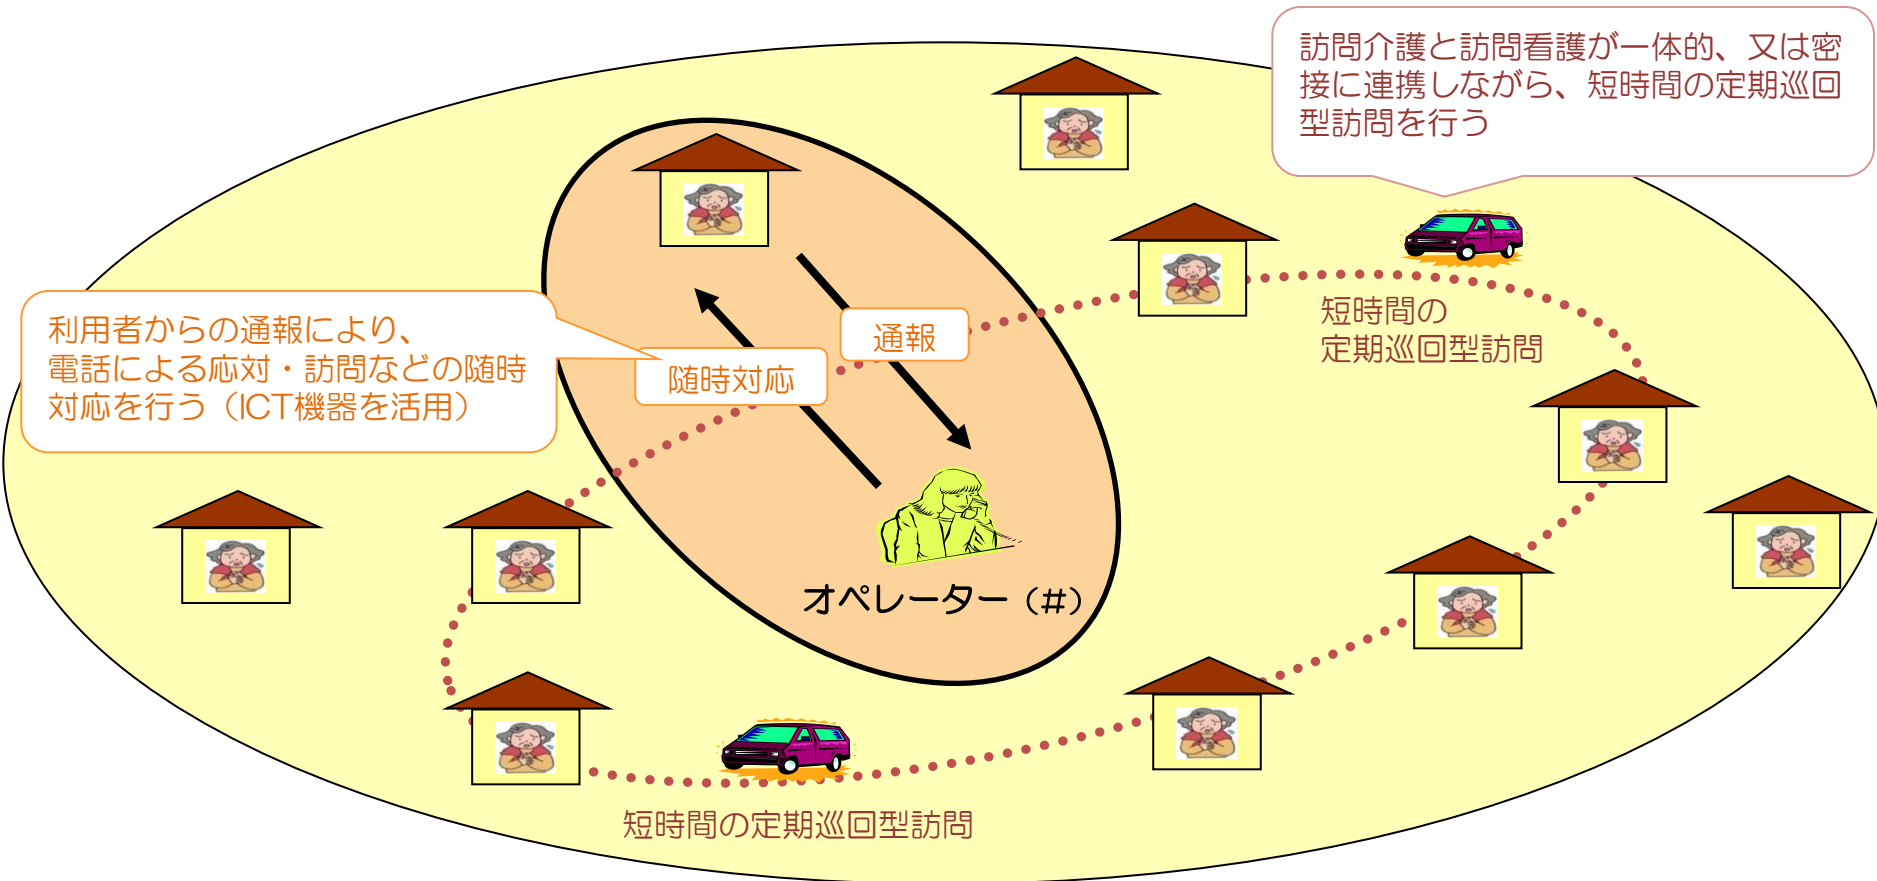 訪問介護と訪問看護が一体的、又は密
接に連携しながら、短時間の定期巡回
型訪問を行う
短時間の
定期巡回型訪問
利用者からの通報により、
電話による応対・訪問などの随時
対応を行う（ICT機器を活用）
通報
随時対応
オペレーター（＃）
短時間の定期巡回型訪問